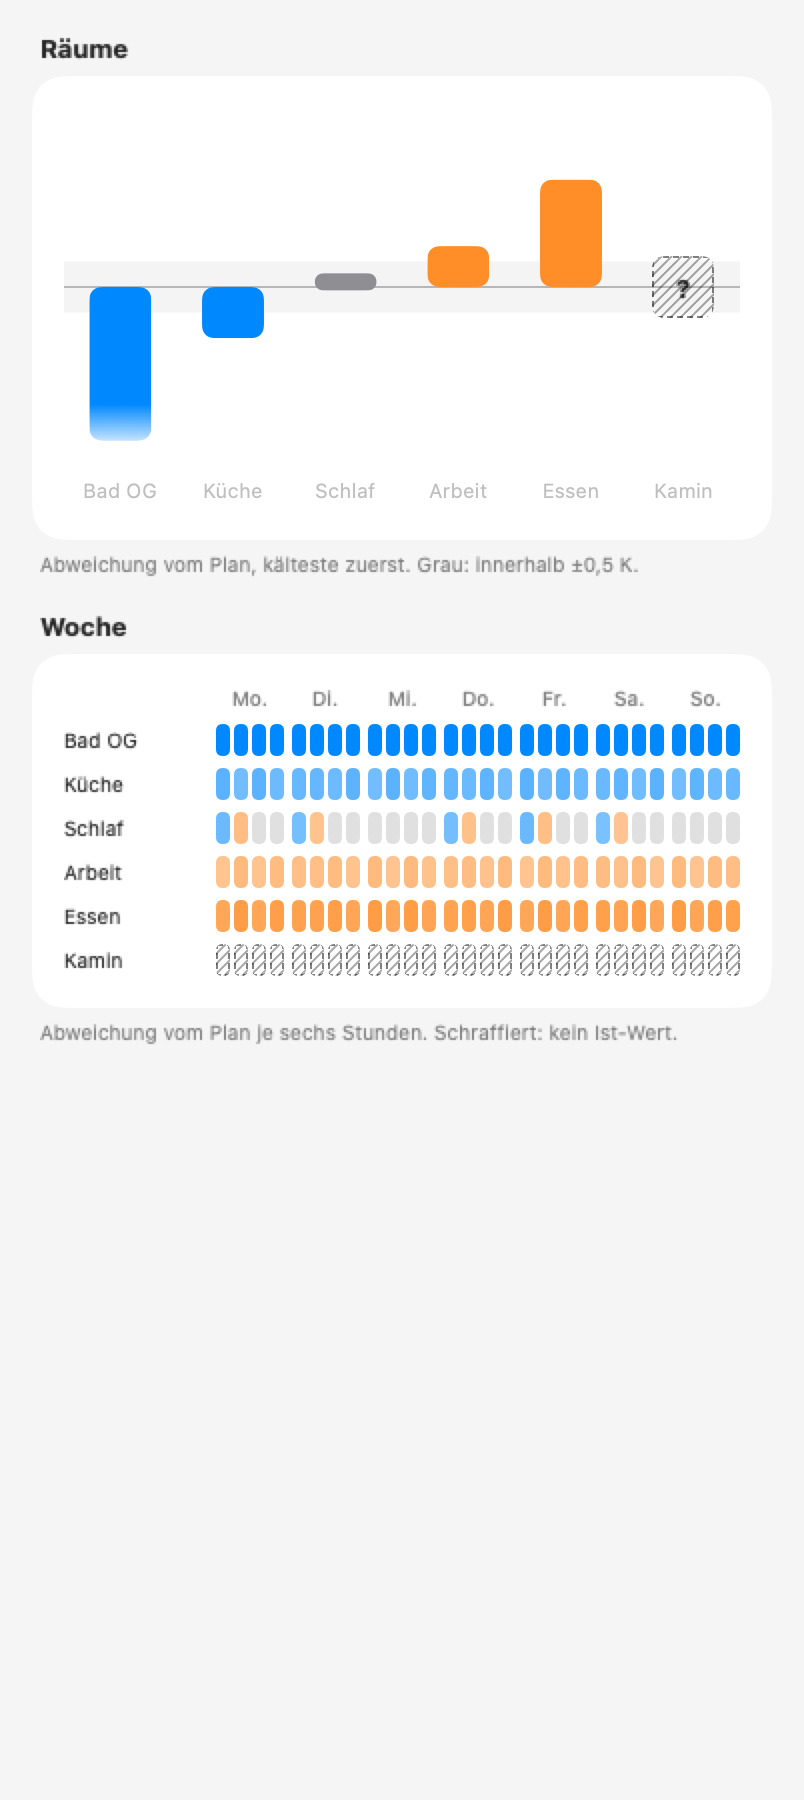 Räume
?
Bad OG Küche Schlaf Arbeit Essen Kamin
Abweichung vom Plan, kälteste zuerst. Grau: innerhalb ±0,5 K.
Woche
Mo. Di. Mi. Do. Fr. Sa. So.
Bad OG
Küche
Schlaf
Arbeit
Essen
Kamin
Abweichung vom Plan je sechs Stunden. Schraffiert: kein Ist-Wert.